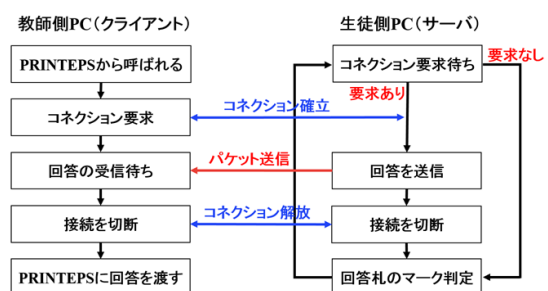 教師側PC(クライアント)
生徒側PC(サーバ)
PRINTEPSから呼ばれる
コネクション要求待ち
要求なし
要求あり
コネクション要求
コネクション確立
回答の受信待ち
パケット送信
回答を送信
接続を切断
コネクション解放
接続を切断
PRINTEPSに回答を渡す
回答札のマーク判定